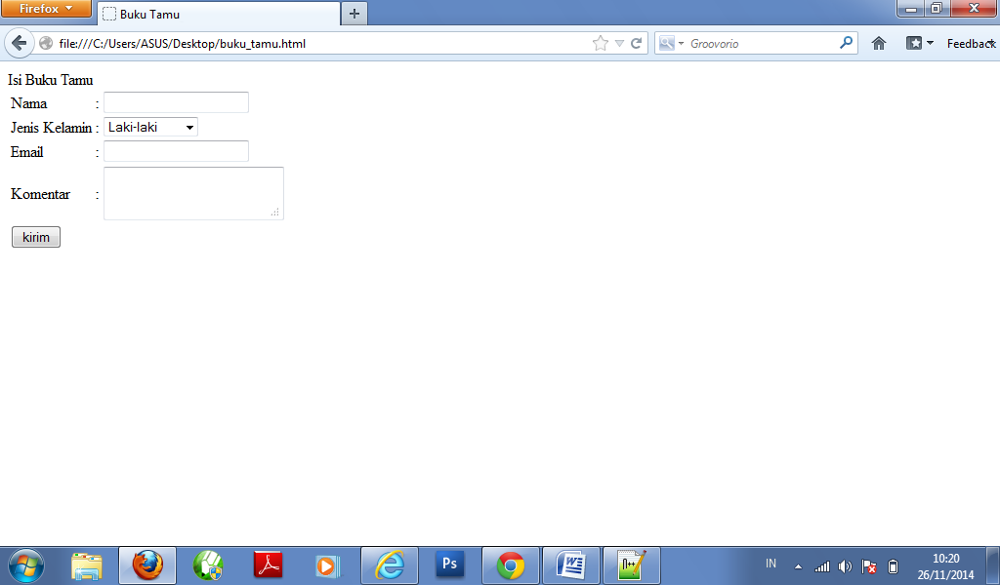 Firefox
Buku Tamu
file:///C:/Users/ASUS/Desktop/buku_tamu.html
Groovorio
Feedback
Isi Buku Tamu
Nama :
Jenis Kelamin : Laki-laki
Email :
Komentar :
kirim
Ps
W
n++
IN
10:20
26/11/2014